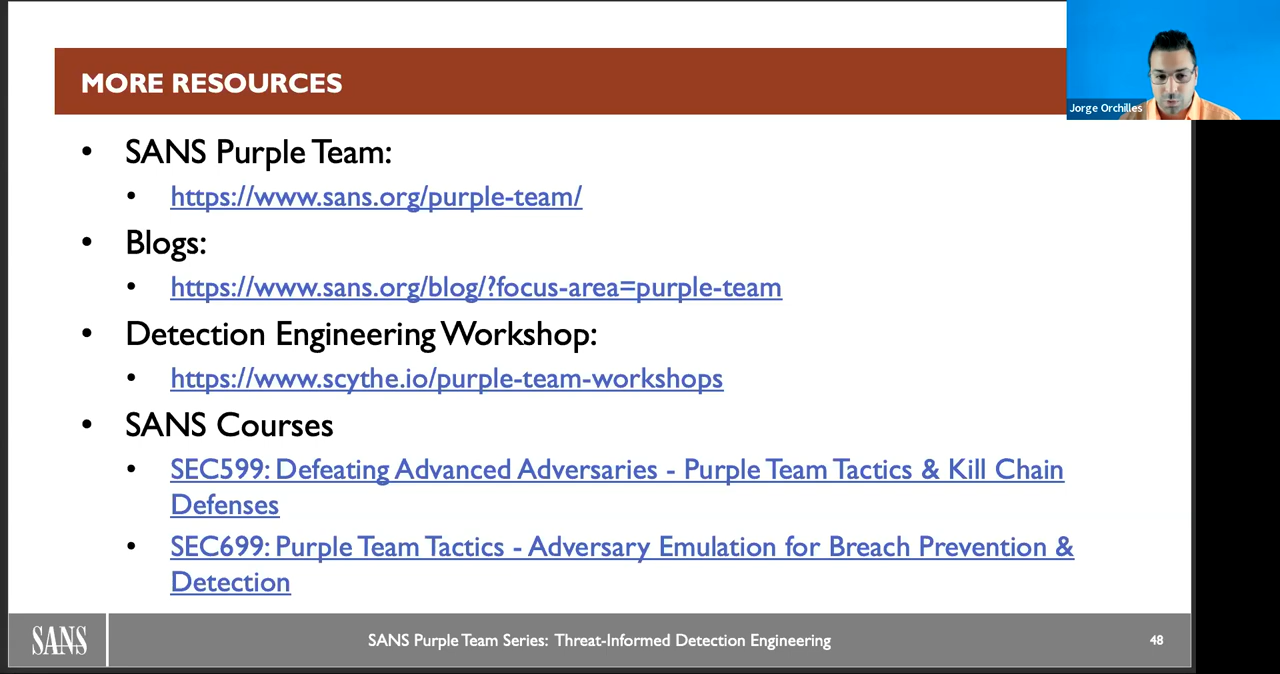 MORE RESOURCES
Jorge Orchilles
• SANS Purple Team:
• https://www.sans.org/purple-team/
• Blogs:
• https://www.sans.org/blog/?focus-area=purple-team
• Detection Engineering Workshop:
• https://www.scythe.io/purple-team-workshops
• SANS Courses
• SEC599: Defeating Advanced Adversaries - Purple Team Tactics & Kill Chain
Defenses
• SEC699: Purple Team Tactics - Adversary Emulation for Breach Prevention &
Detection
SANS
SANS Purple Team Series: Threat-Informed Detection Engineering
48